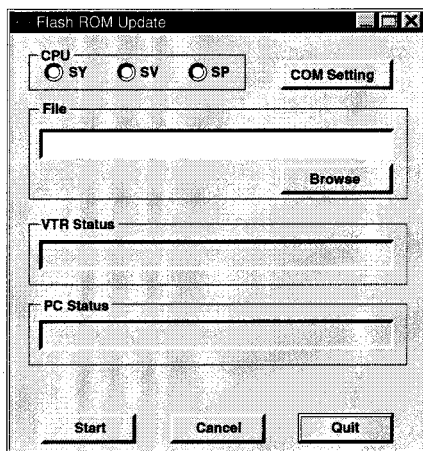 Flash ROM Update
CPU
SY SV SP
COM Setting
File
Browse
VTR Status
PC Status
Start Cancel Quit